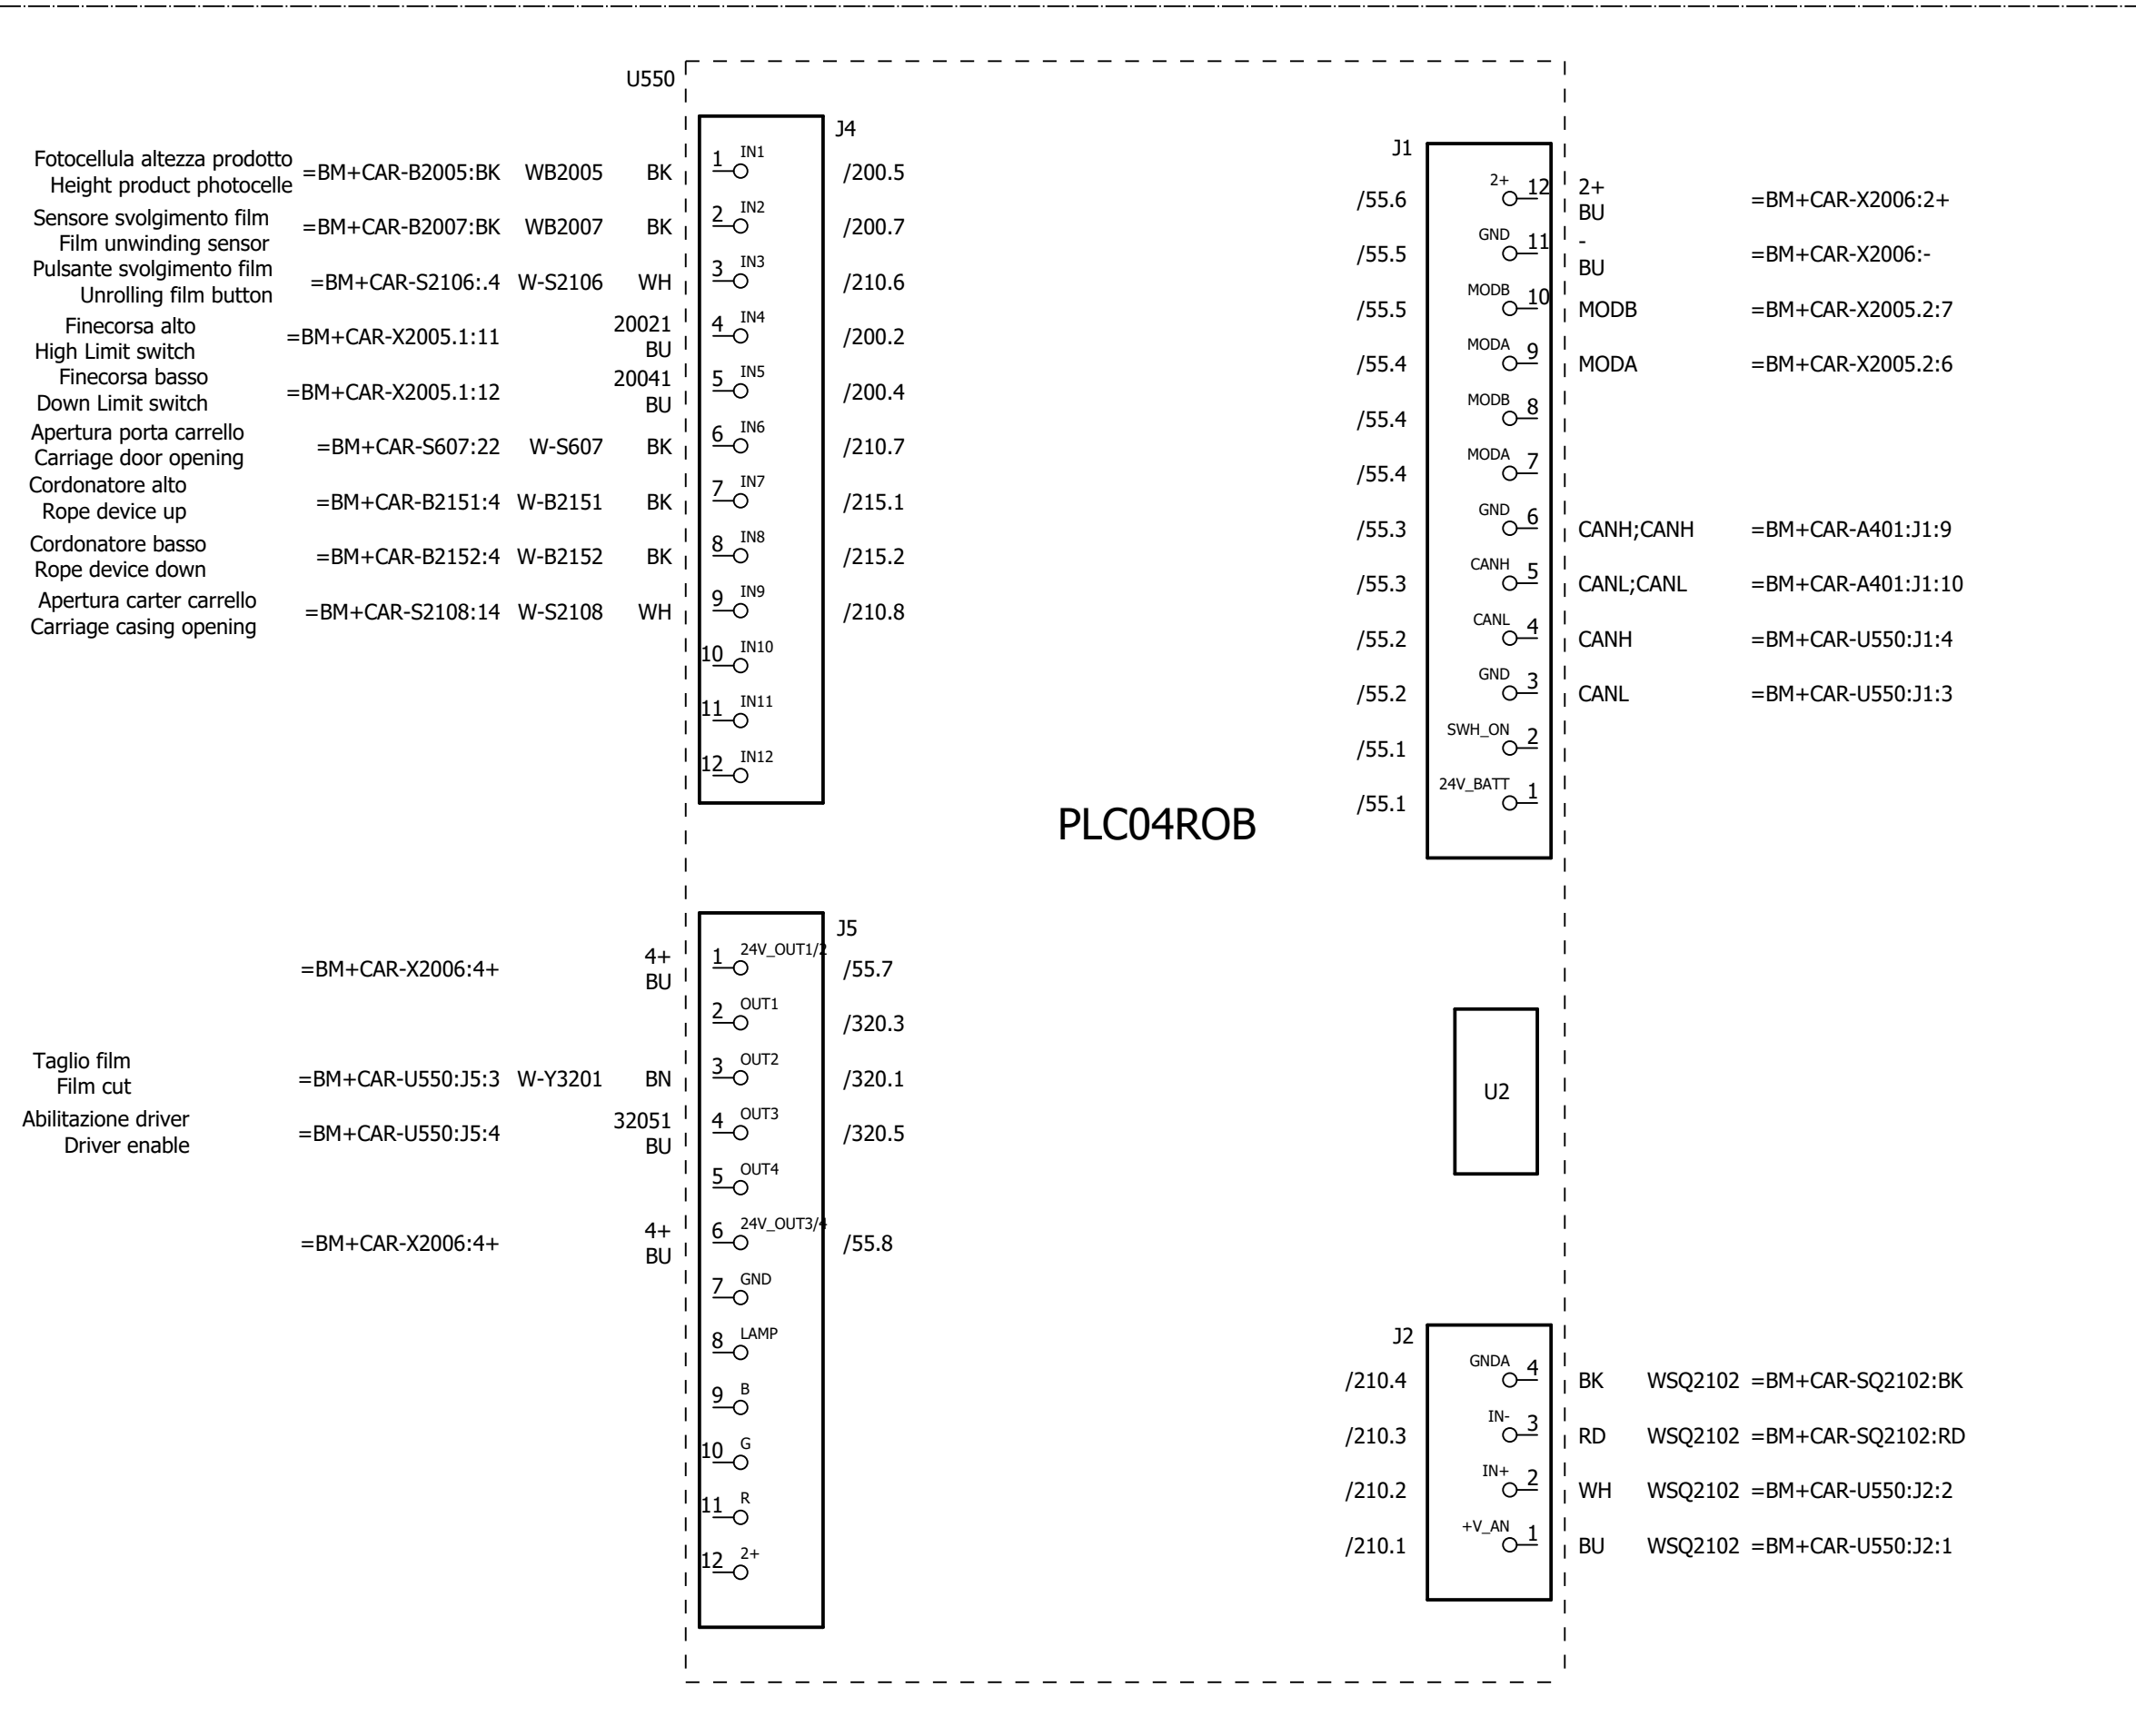 U550
J4
Fotocellula altezza prodotto
Height product photocelle
=BM+CAR-B2005:BK WB2005 BK 1 IN1 /200.5
Sensore svolgimento film
Film unwinding sensor
=BM+CAR-B2007:BK WB2007 BK 2 IN2 /200.7
Pulsante svolgimento film
Unrolling film button
=BM+CAR-S2106:.4 W-S2106 WH 3 IN3 /210.6
Finecorsa alto
High Limit switch
=BM+CAR-X2005.1:11 20021 BU 4 IN4 /200.2
Finecorsa basso
Down Limit switch
=BM+CAR-X2005.1:12 20041 BU 5 IN5 /200.4
Apertura porta carrello
Carriage door opening
=BM+CAR-S607:22 W-S607 BK 6 IN6 /210.7
Cordonatore alto
Rope device up
=BM+CAR-B2151:4 W-B2151 BK 7 IN7 /215.1
Cordonatore basso
Rope device down
=BM+CAR-B2152:4 W-B2152 BK 8 IN8 /215.2
Apertura carter carrello
Carriage casing opening
=BM+CAR-S2108:14 W-S2108 WH 9 IN9 /210.8
10 IN10
11 IN11
12 IN12
J1
/55.6 2+ 12 2+ BU =BM+CAR-X2006:2+
/55.5 GND 11 - BU =BM+CAR-X2006:-
/55.5 MODB 10 MODB =BM+CAR-X2005.2:7
/55.4 MODA 9 MODA =BM+CAR-X2005.2:6
/55.4 MODB 8
/55.4 MODA 7
/55.3 GND 6 CANH;CANH =BM+CAR-A401:J1:9
/55.3 CANH 5 CANL;CANL =BM+CAR-A401:J1:10
/55.2 CANL 4 CANH =BM+CAR-U550:J1:4
/55.2 GND 3 CANL =BM+CAR-U550:J1:3
/55.1 SWH_ON 2
/55.1 24V_BATT 1
PLC04ROB
J5
=BM+CAR-X2006:4+ 4+ BU 1 24V_OUT1/2 /55.7
2 OUT1 /320.3
Taglio film
Film cut
=BM+CAR-U550:J5:3 W-Y3201 BN 3 OUT2 /320.1
Abilitazione driver
Driver enable
=BM+CAR-U550:J5:4 32051 BU 4 OUT3 /320.5
5 OUT4
=BM+CAR-X2006:4+ 4+ BU 6 24V_OUT3/4 /55.8
7 GND
8 LAMP
9 B
10 G
11 R
12 2+
U2
J2
/210.4 GNDA 4 BK WSQ2102 =BM+CAR-SQ2102:BK
/210.3 IN- 3 RD WSQ2102 =BM+CAR-SQ2102:RD
/210.2 IN+ 2 WH WSQ2102 =BM+CAR-U550:J2:2
/210.1 +V_AN 1 BU WSQ2102 =BM+CAR-U550:J2:1